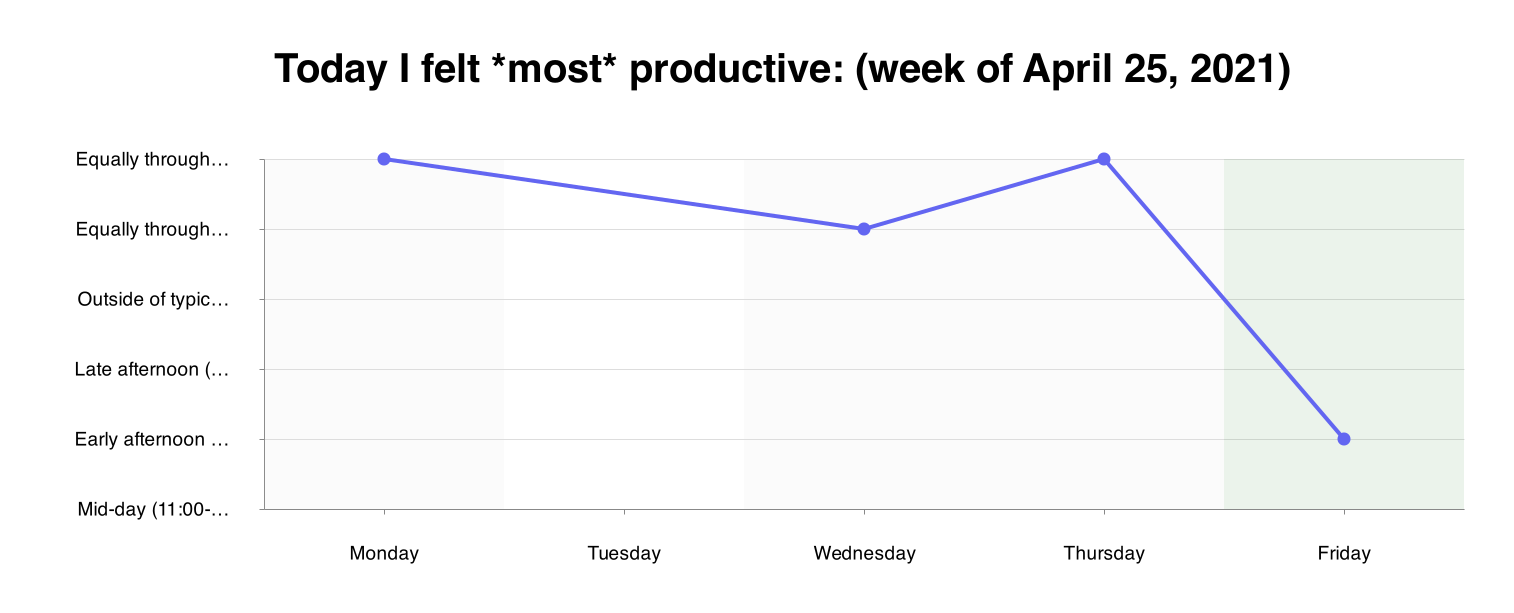 Today I felt *most* productive: (week of April 25, 2021)
Equally through…
Equally through…
Outside of typic…
Late afternoon (…
Early afternoon …
Mid-day (11:00-…
Monday Tuesday Wednesday Thursday Friday